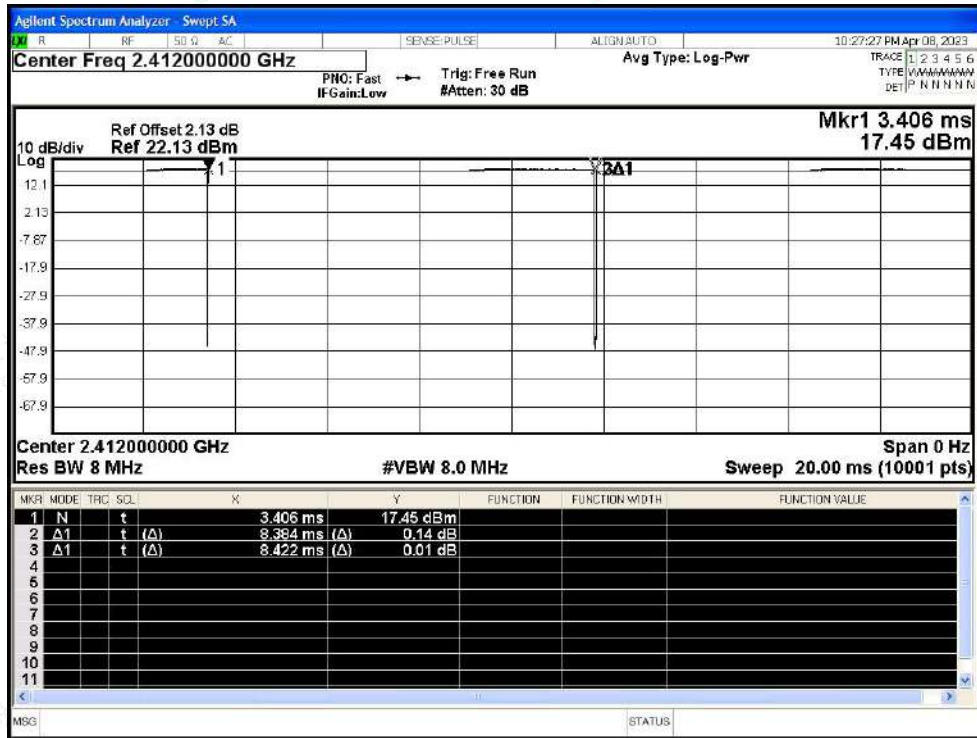 Agilent Spectrum Analyzer - Swept SA
LXI R RF 50 Ω AC SENSE:PULSE ALIGN AUTO 10:27:27 PM Apr 08, 2023
Center Freq 2.412000000 GHz Avg Type: Log-Pwr TRACE 1 2 3 4 5 6
PNO: Fast Trig: Free Run TYPE
IFGain:Low #Atten: 30 dB DET P N N N N N
Mkr1 3.406 ms
17.45 dBm
Ref Offset 2.13 dB
10 dB/div Ref 22.13 dBm
Log
1 3Δ1
12.1
2.13
-7.87
-17.9
-27.9
-37.9
-47.9
-57.9
-67.9
Center 2.412000000 GHz Span 0 Hz
Res BW 8 MHz #VBW 8.0 MHz Sweep 20.00 ms (10001 pts)
MKR MODE TRC SCL X Y FUNCTION FUNCTION WIDTH FUNCTION VALUE
1 N t 3.406 ms 17.45 dBm
2 Δ1 t (Δ) 8.384 ms (Δ) 0.14 dB
3 Δ1 t (Δ) 8.422 ms (Δ) 0.01 dB
4
5
6
7
8
9
10
11
MSG STATUS